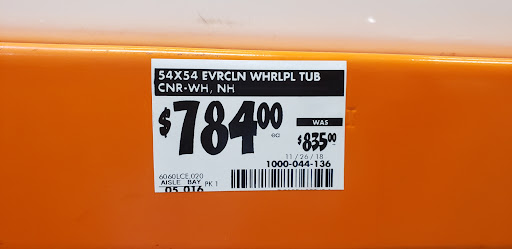 54X54 EVRCLN WHRLPL TUB
CNR-WH, NH
$784.00 ea
WAS
$835.00
11/26/18
1000-044-136
6060LCE.020
AISLE BAY PK 1
05 016